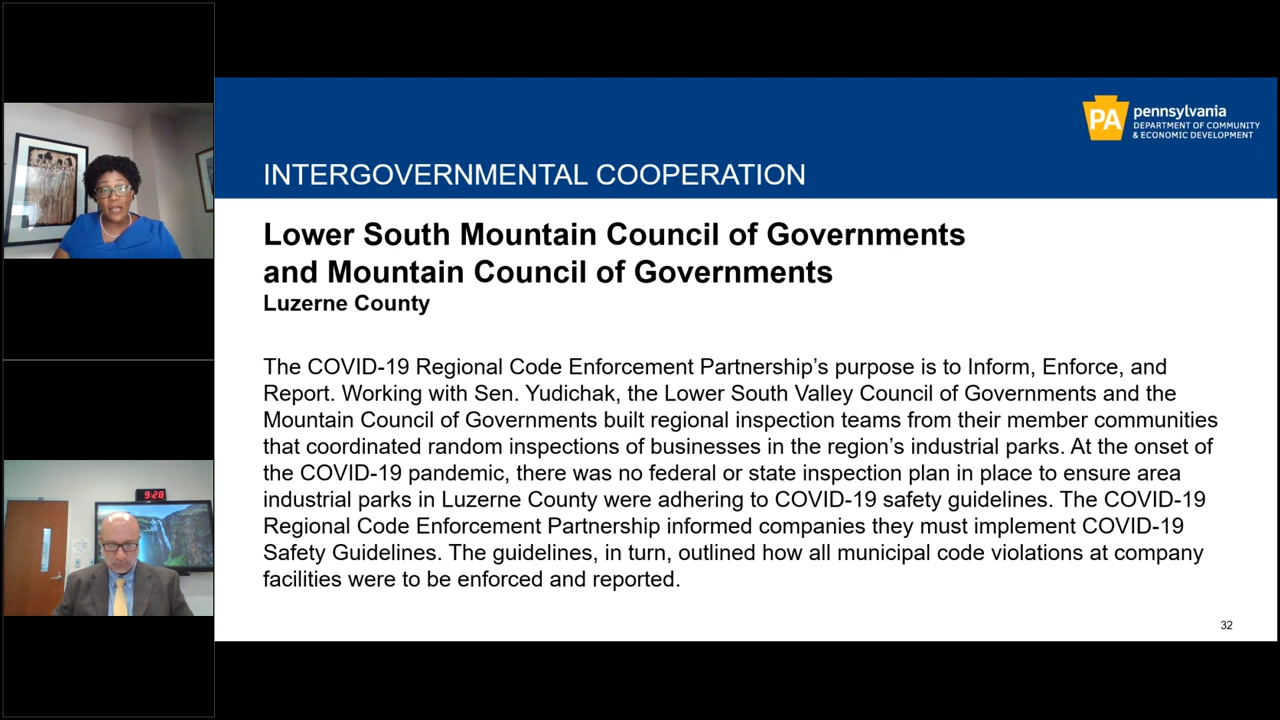 PA
pennsylvania
DEPARTMENT OF COMMUNITY
& ECONOMIC DEVELOPMENT
INTERGOVERNMENTAL COOPERATION
Lower South Mountain Council of Governments
and Mountain Council of Governments
Luzerne County
The COVID-19 Regional Code Enforcement Partnership’s purpose is to Inform, Enforce, and
Report. Working with Sen. Yudichak, the Lower South Valley Council of Governments and the
Mountain Council of Governments built regional inspection teams from their member communities
that coordinated random inspections of businesses in the region’s industrial parks. At the onset of
the COVID-19 pandemic, there was no federal or state inspection plan in place to ensure area
industrial parks in Luzerne County were adhering to COVID-19 safety guidelines. The COVID-19
Regional Code Enforcement Partnership informed companies they must implement COVID-19
Safety Guidelines. The guidelines, in turn, outlined how all municipal code violations at company
facilities were to be enforced and reported.
32
9:28